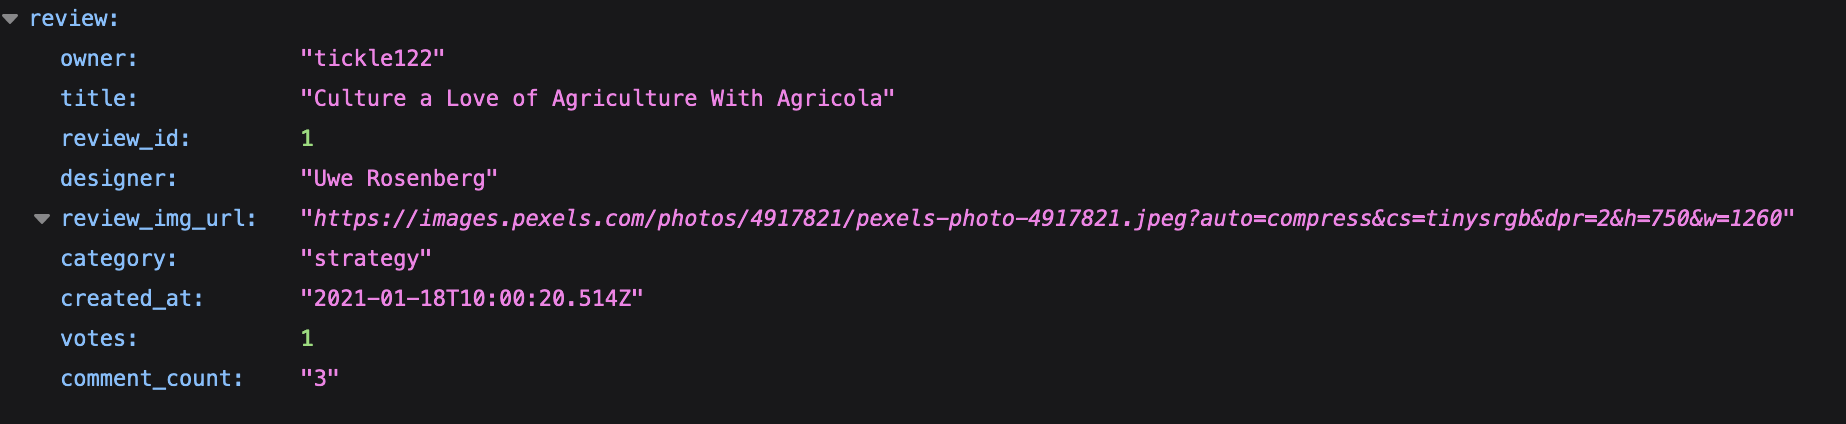 review:
owner: "tickle122"
title: "Culture a Love of Agriculture With Agricola"
review_id: 1
designer: "Uwe Rosenberg"
review_img_url: "https://images.pexels.com/photos/4917821/pexels-photo-4917821.jpeg?auto=compress&cs=tinysrgb&dpr=2&h=750&w=1260"
category: "strategy"
created_at: "2021-01-18T10:00:20.514Z"
votes: 1
comment_count: "3"